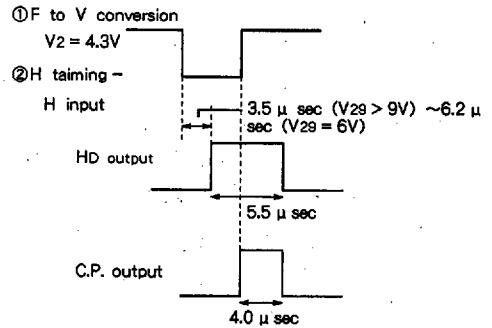 ①F to V conversion
V2 = 4.3V
②H taiming –
H input
3.5 μ sec (V29 > 9V) ~6.2 μ
sec (V29 = 6V)
HD output
5.5 μ sec
C.P. output
4.0 μ sec